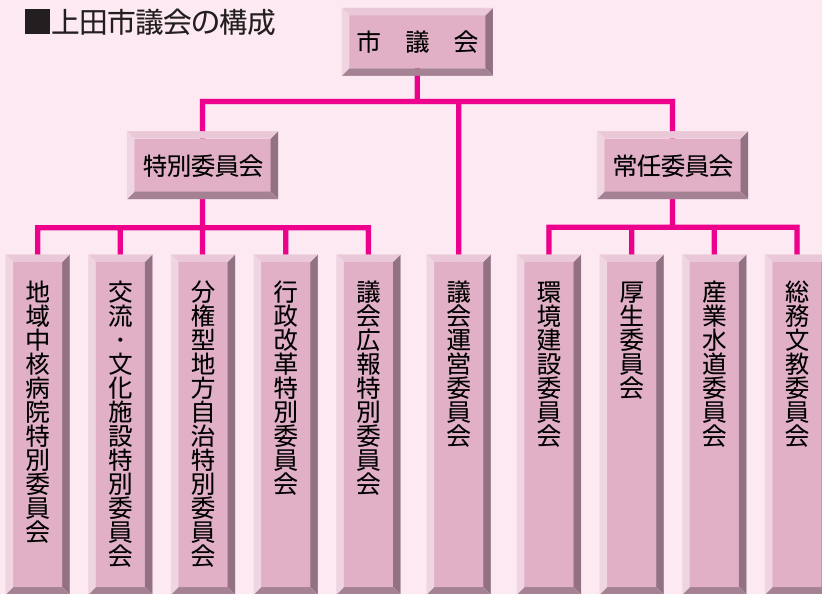 ■上田市議会の構成
市 議 会
特別委員会
常任委員会
地域中核病院特別委員会
交流・文化施設特別委員会
分権型地方自治特別委員会
行政改革特別委員会
議会広報特別委員会
議会運営委員会
環境建設委員会
厚生委員会
産業水道委員会
総務文教委員会